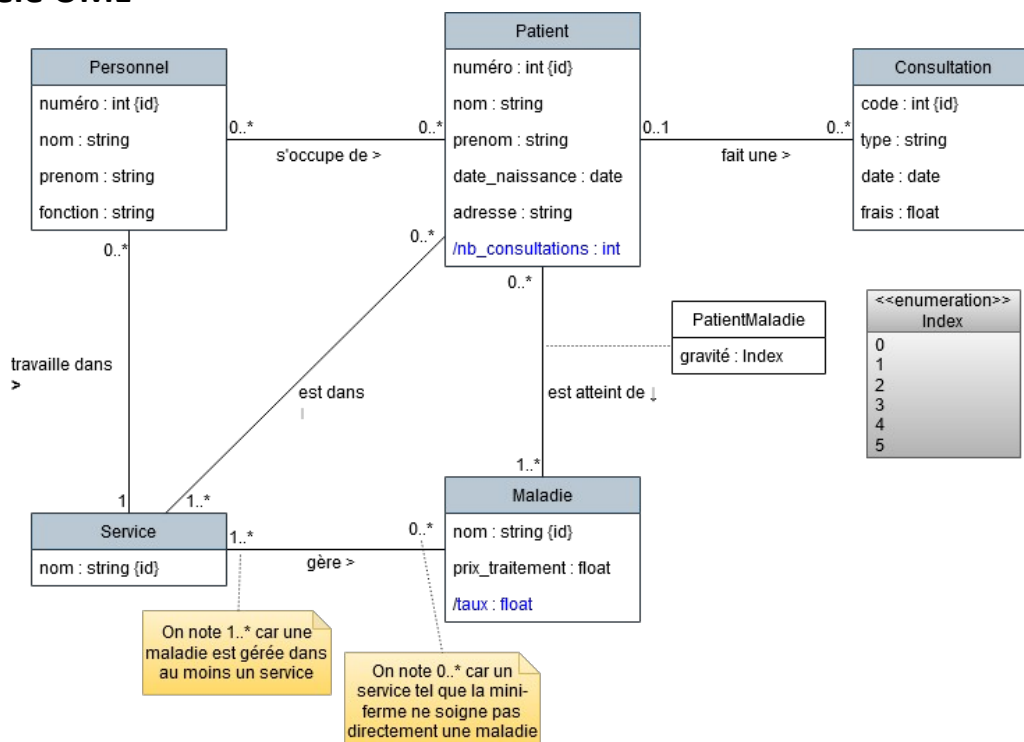 Personnel
numéro : int {id}
nom : string
prenom : string
fonction : string
Patient
numéro : int {id}
nom : string
prenom : string
date_naissance : date
adresse : string
/nb_consultations : int
Consultation
code : int {id}
type : string
date : date
frais : float
0..*
0..*
s'occupe de >
0..1
0..*
fait une >
0..*
0..*
0..*
<<enumeration>>
Index
0
1
2
3
4
5
PatientMaladie
gravité : Index
travaille dans
>
est dans
est atteint de ↓
1
1..*
1..*
Service
nom : string {id}
1..*
0..*
gère >
Maladie
nom : string {id}
prix_traitement : float
/taux : float
On note 1..* car une
maladie est gérée dans
au moins un service
On note 0..* car un
service tel que la mini-
ferme ne soigne pas
directement une maladie